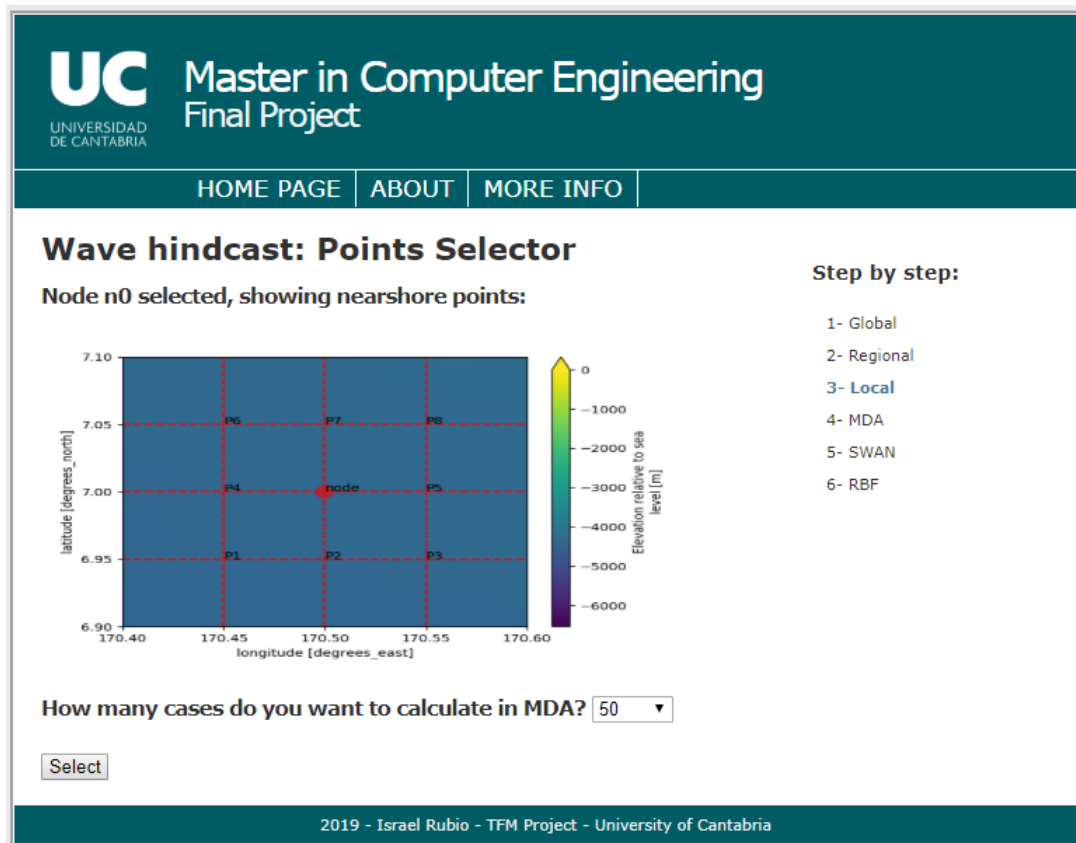 UC
UNIVERSIDAD
DE CANTABRIA
Master in Computer Engineering
Final Project
HOME PAGE
ABOUT
MORE INFO
Wave hindcast: Points Selector
Node n0 selected, showing nearshore points:
7.10
7.05
7.00
6.95
6.90
latitude [degrees_north]
P6 P7 P8
P4 node P5
P1 P2 P3
170.40 170.45 170.50 170.55 170.60
longitude [degrees_east]
0
−1000
−2000
−3000
−4000
−5000
−6000
Elevation relative to sea
level [m]
How many cases do you want to calculate in MDA? 50
Select
Step by step:
1- Global
2- Regional
3- Local
4- MDA
5- SWAN
6- RBF
2019 - Israel Rubio - TFM Project - University of Cantabria